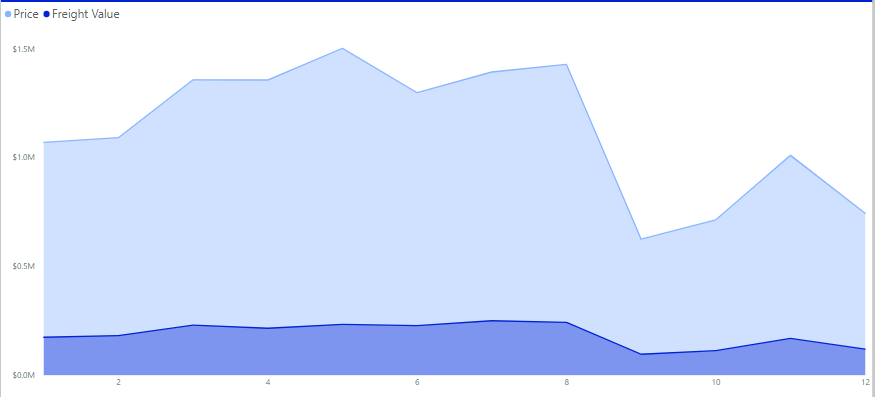 Price Freight Value
$1.5M
$1.0M
$0.5M
$0.0M
2 4 6 8 10 12